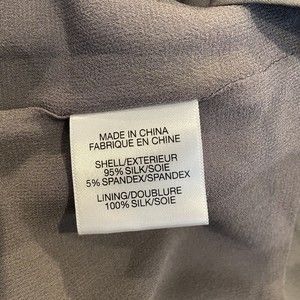 MADE IN CHINA
FABRIQUE EN CHINE
SHELL/EXTERIEUR
95% SILK/SOIE
5% SPANDEX/SPANDEX
LINING/DOUBLURE
100% SILK/SOIE